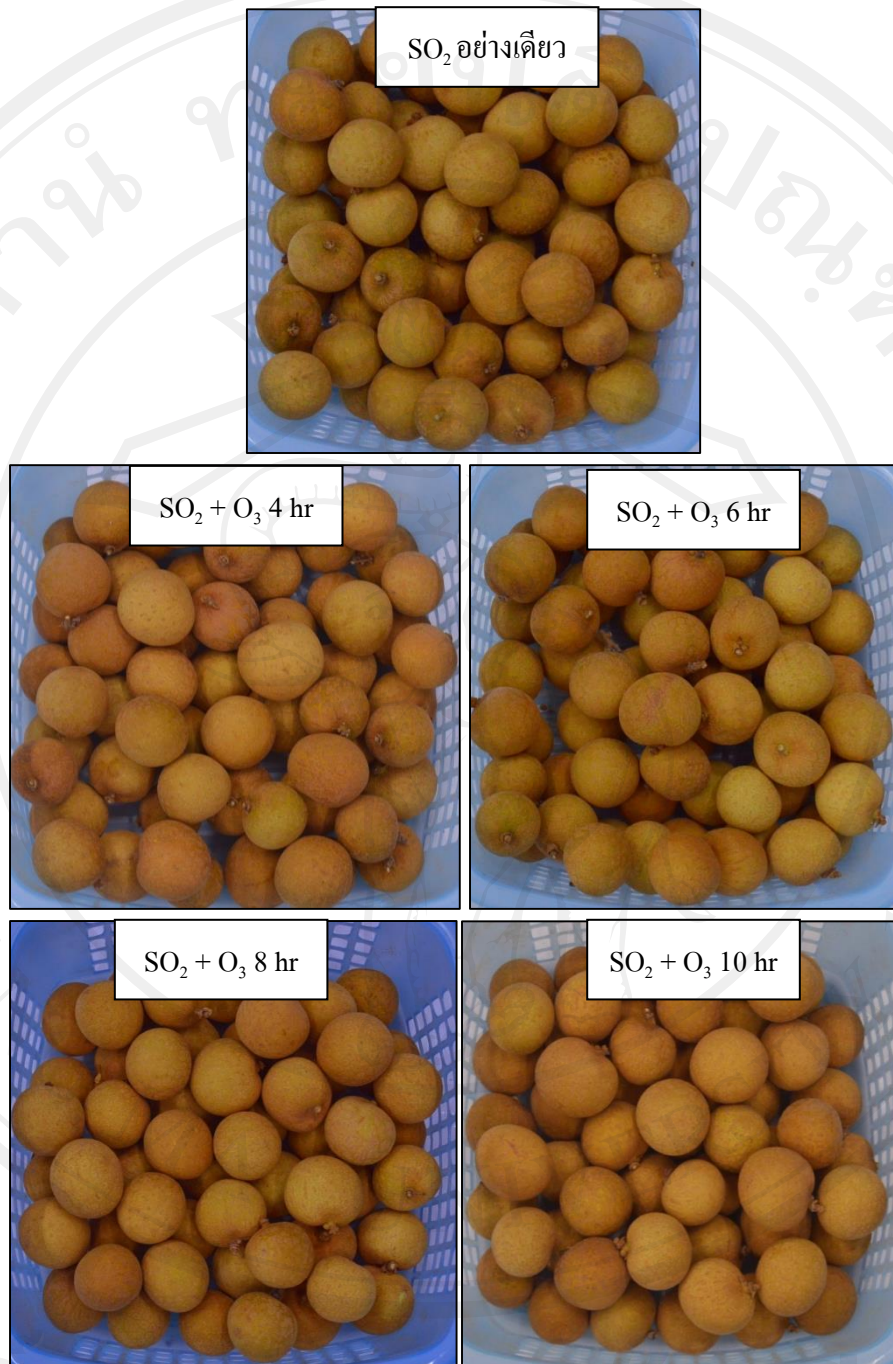 SO₂ อย่างเดียว
SO₂ + O₃ 4 hr
SO₂ + O₃ 6 hr
SO₂ + O₃ 8 hr
SO₂ + O₃ 10 hr